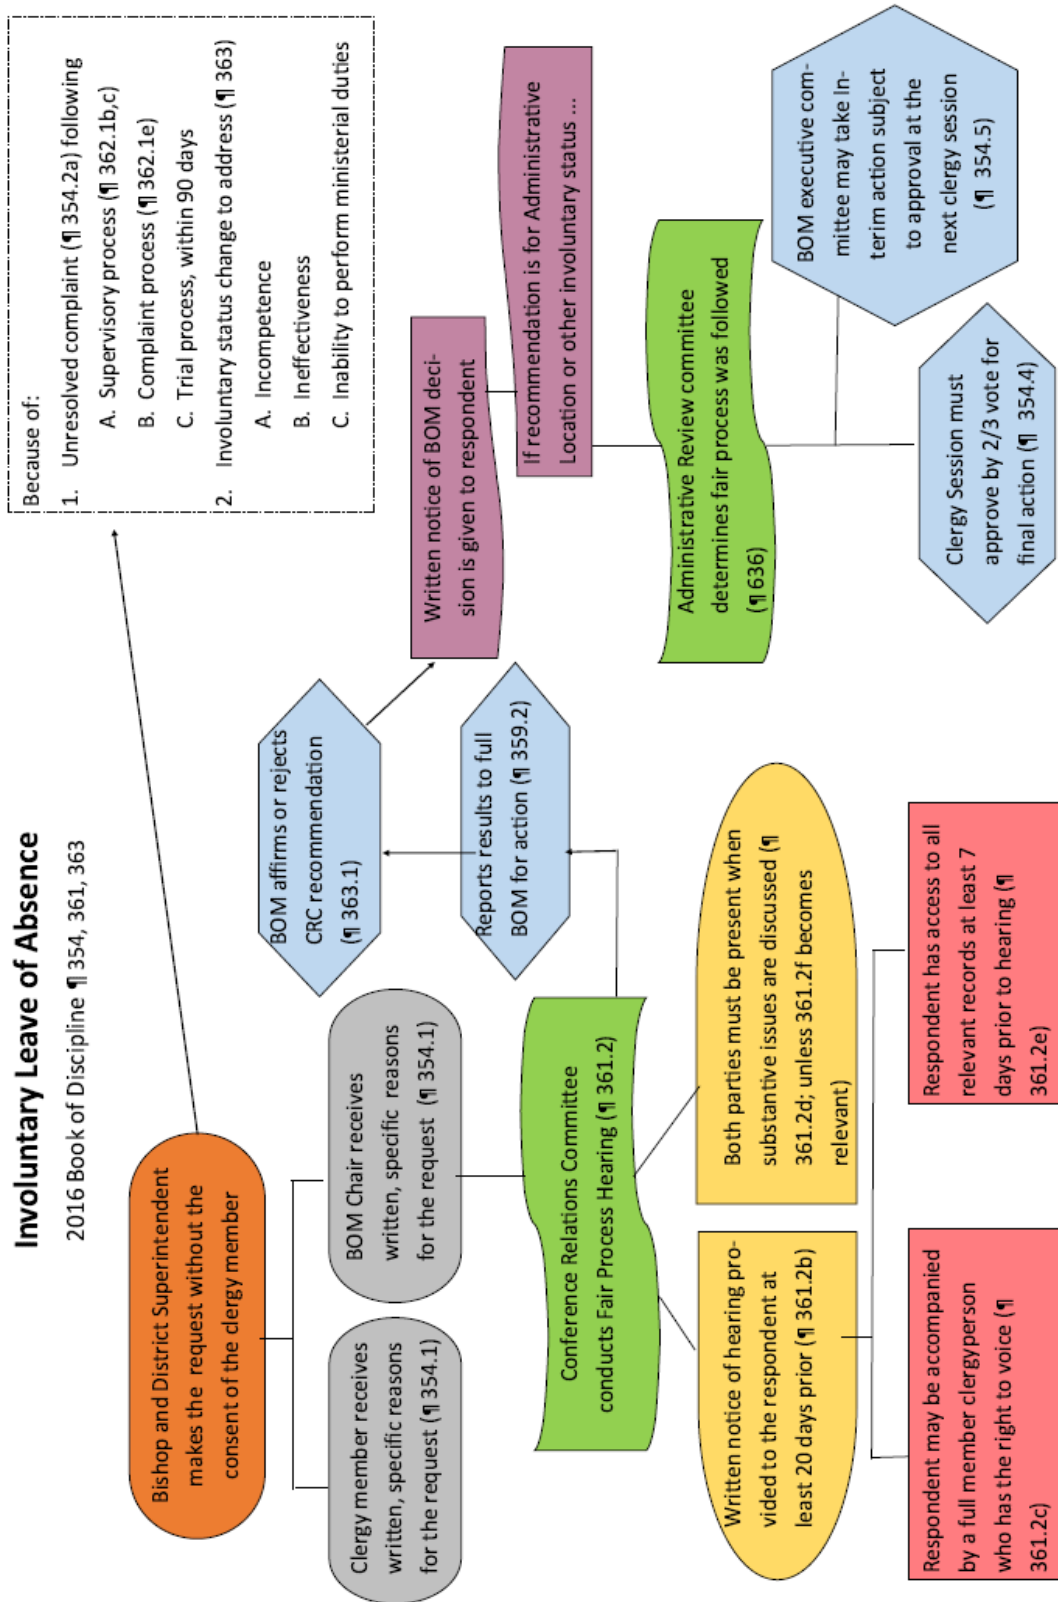 Involuntary Leave of Absence
2016 Book of Discipline ¶ 354, 361, 363
Bishop and District Superintendent
makes the request without the
consent of the clergy member
Because of:
1. Unresolved complaint (¶ 354.2a) following
A. Supervisory process (¶ 362.1b,c)
B. Complaint process (¶ 362.1e)
C. Trial process, within 90 days
2. Involuntary status change to address (¶ 363)
A. Incompetence
B. Ineffectiveness
C. Inability to perform ministerial duties
Clergy member receives
written, specific reasons
for the request (¶ 354.1)
BOM Chair receives
written, specific reasons
for the request (¶ 354.1)
Conference Relations Committee
conducts Fair Process Hearing (¶ 361.2)
Written notice of hearing pro-
vided to the respondent at
least 20 days prior (¶ 361.2b)
Both parties must be present when
substantive issues are discussed (¶
361.2d; unless 361.2f becomes
relevant)
Respondent may be accompanied
by a full member clergyperson
who has the right to voice (¶
361.2c)
Respondent has access to all
relevant records at least 7
days prior to hearing (¶
361.2e)
Reports results to full
BOM for action (¶ 359.2)
BOM affirms or rejects
CRC recommendation
(¶ 363.1)
Written notice of BOM deci-
sion is given to respondent
If recommendation is for Administrative
Location or other involuntary status ...
Administrative Review committee
determines fair process was followed
(¶ 636)
Clergy Session must
approve by 2/3 vote for
final action (¶ 354.4)
BOM executive com-
mittee may take In-
terim action subject
to approval at the
next clergy session
(¶ 354.5)